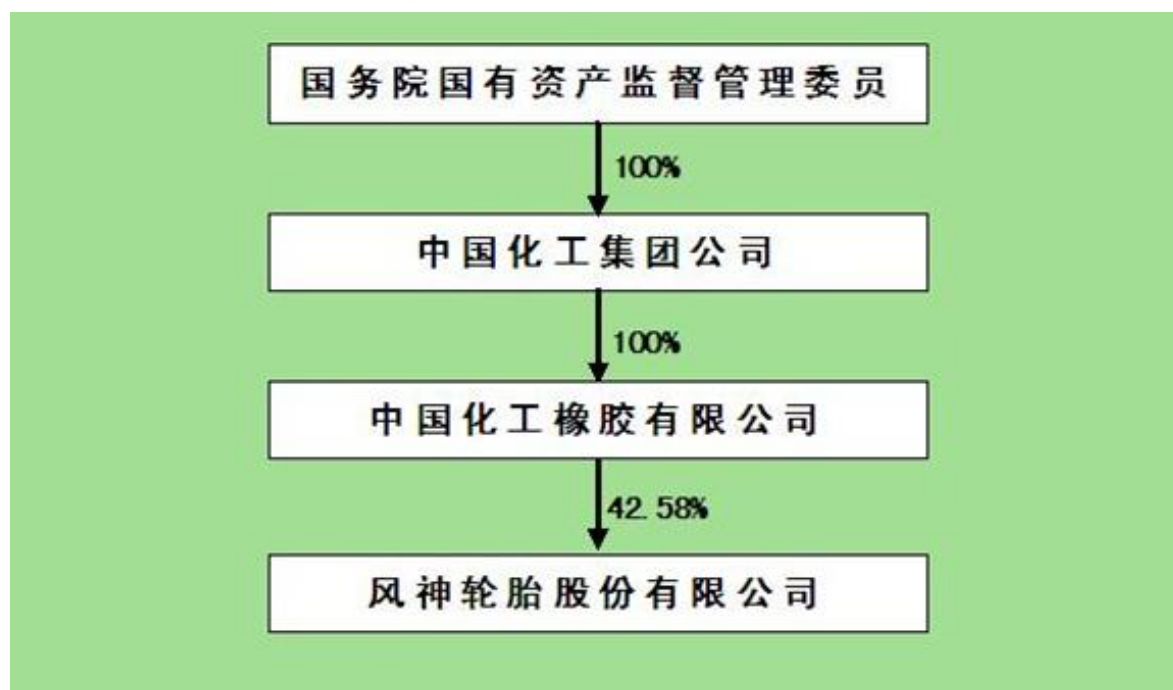 国务院国有资产监督管理委员
100%
中国化工集团公司
100%
中国化工橡胶有限公司
42.58%
风神轮胎股份有限公司